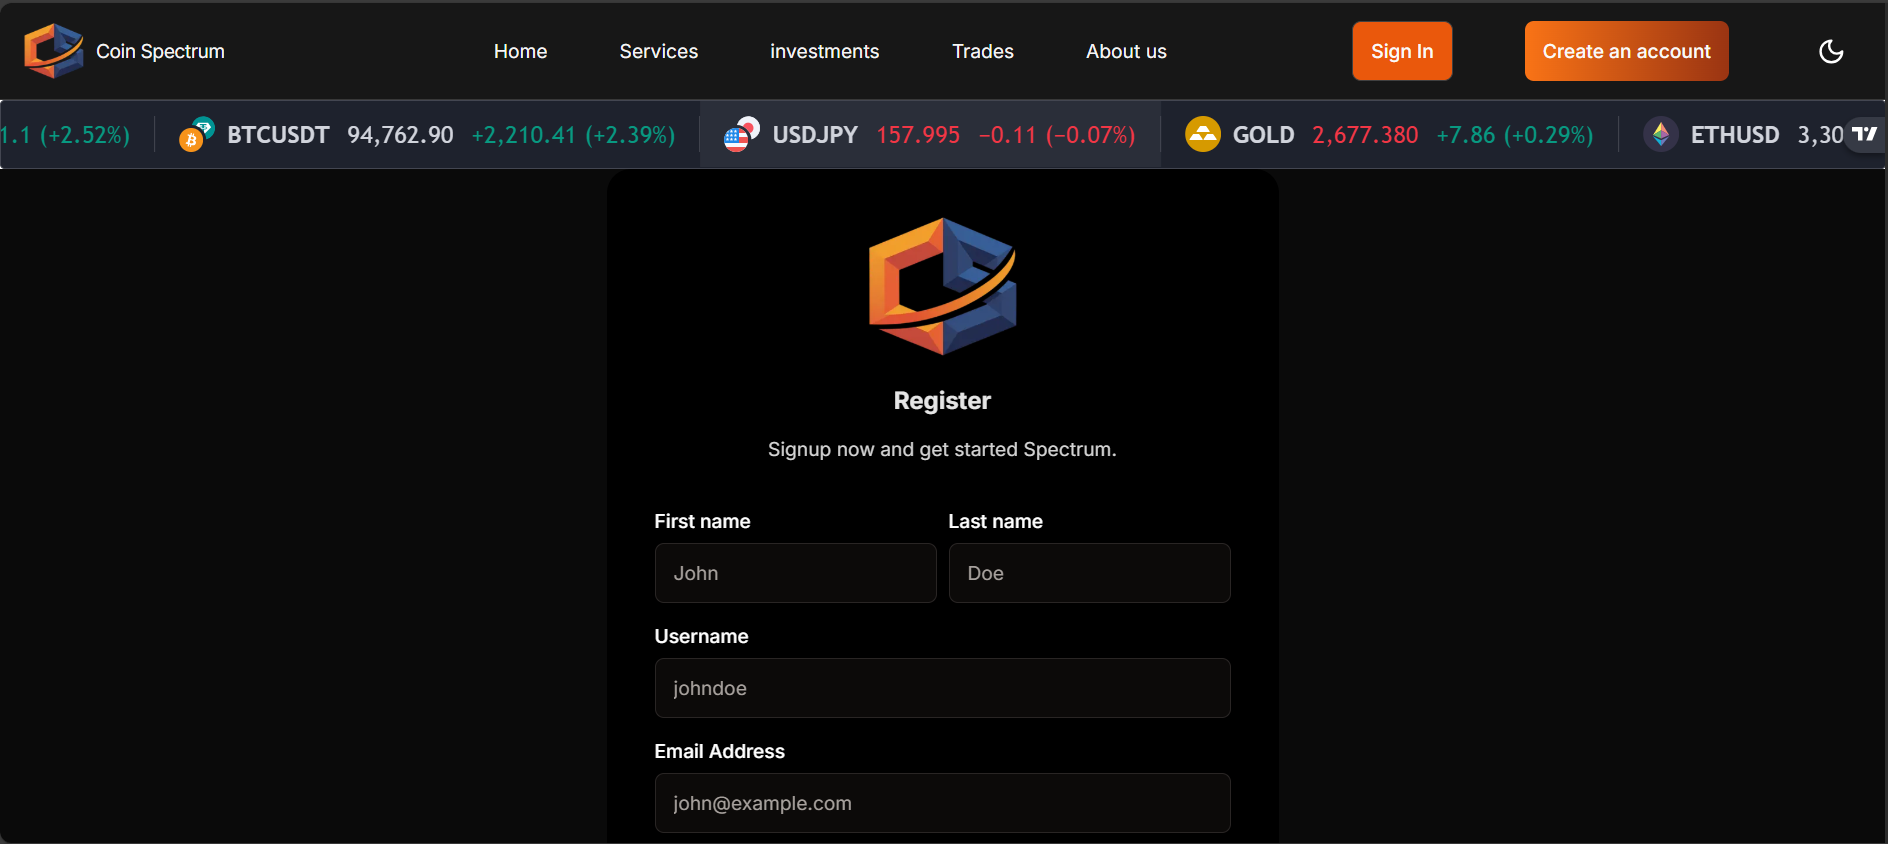 Coin Spectrum Home Services investments Trades About us Sign In Create an account
1.1 (+2.52%) BTCUSDT 94,762.90 +2,210.41 (+2.39%) USDJPY 157.995 −0.11 (−0.07%) GOLD 2,677.380 +7.86 (+0.29%) ETHUSD 3,30
Register
Signup now and get started Spectrum.
First name Last name
John Doe
Username
johndoe
Email Address
john@example.com